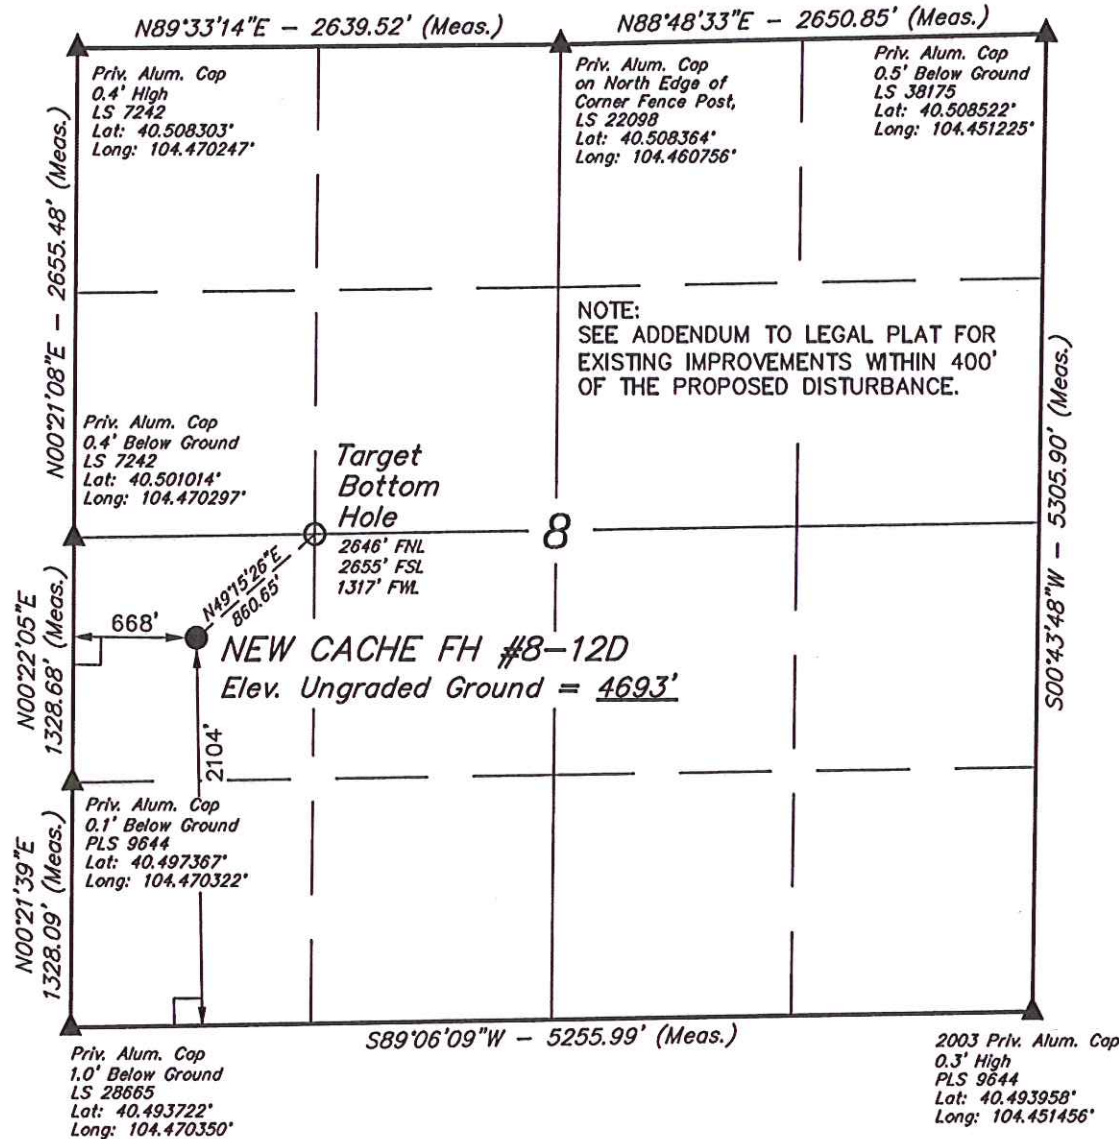 N89°33'14"E – 2639.52' (Meas.)
N88°48'33"E – 2650.85' (Meas.)
Priv. Alum. Cap
0.4' High
LS 7242
Lat: 40.508303°
Long: 104.470247°
Priv. Alum. Cap
on North Edge of
Corner Fence Post,
LS 22098
Lat: 40.508364°
Long: 104.460756°
Priv. Alum. Cap
0.5' Below Ground
LS 38175
Lat: 40.508522°
Long: 104.451225°
N00°21'08"E – 2655.48' (Meas.)
NOTE:
SEE ADDENDUM TO LEGAL PLAT FOR
EXISTING IMPROVEMENTS WITHIN 400'
OF THE PROPOSED DISTURBANCE.
Priv. Alum. Cap
0.4' Below Ground
LS 7242
Lat: 40.501014°
Long: 104.470297°
Target
Bottom
Hole
2646' FNL
2655' FSL
1317' FWL
8
S00°43'48"W – 5305.90' (Meas.)
N49°15'26"E
860.65'
668'
NEW CACHE FH #8–12D
Elev. Ungraded Ground = 4693'
N00°22'05"E
1328.68' (Meas.)
2104'
Priv. Alum. Cap
0.1' Below Ground
PLS 9644
Lat: 40.497367°
Long: 104.470322°
N00°21'39"E
1328.09' (Meas.)
S89°06'09"W – 5255.99' (Meas.)
Priv. Alum. Cap
1.0' Below Ground
LS 28665
Lat: 40.493722°
Long: 104.470350°
2003 Priv. Alum. Cap
0.3' High
PLS 9644
Lat: 40.493958°
Long: 104.451456°